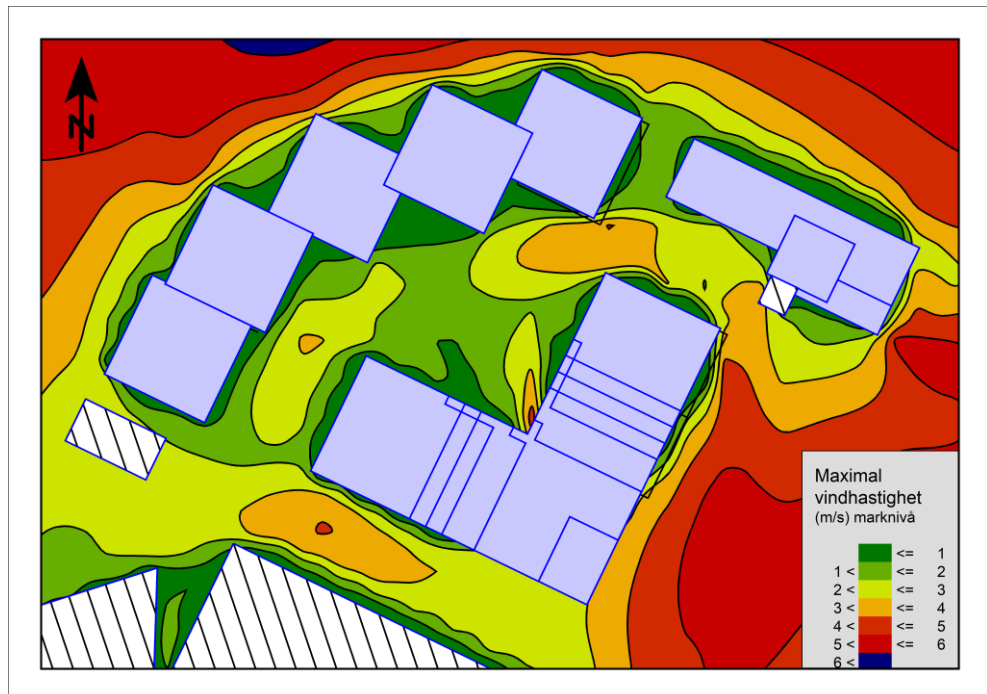 N
Maximal
vindhastighet
(m/s) marknivå
<= 1
1 < <= 2
2 < <= 3
3 < <= 4
4 < <= 5
5 < <= 6
6 <